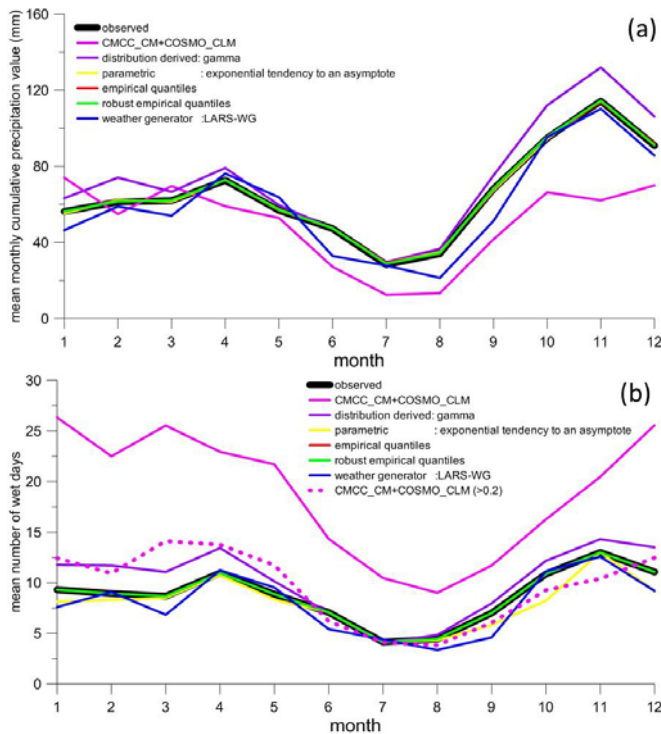 (a)
mean monthly cumulative precipitation value (mm)
160
120
80
40
0
observed
CMCC_CM+COSMO_CLM
distribution derived: gamma
parametric : exponential tendency to an asymptote
empirical quantiles
robust empirical quantiles
weather generator :LARS-WG
1 2 3 4 5 6 7 8 9 10 11 12
month
(b)
mean number of wet days
30
25
20
15
10
5
0
observed
CMCC_CM+COSMO_CLM
distribution derived: gamma
parametric : exponential tendency to an asymptote
empirical quantiles
robust empirical quantiles
weather generator :LARS-WG
CMCC_CM+COSMO_CLM (>0.2)
1 2 3 4 5 6 7 8 9 10 11 12
month